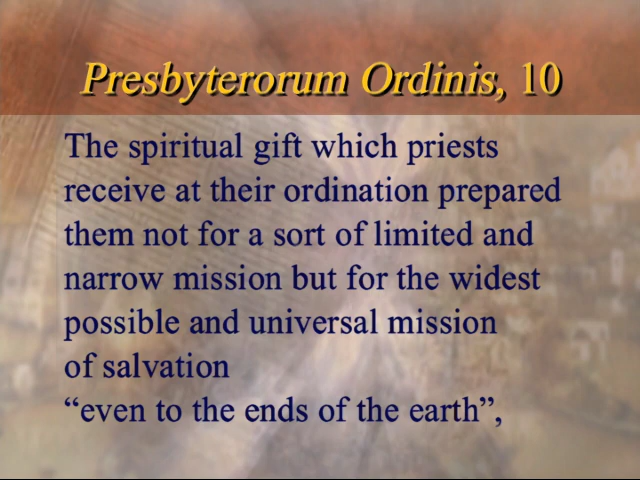 Presbyterorum Ordinis, 10
The spiritual gift which priests
receive at their ordination prepared
them not for a sort of limited and
narrow mission but for the widest
possible and universal mission
of salvation
“even to the ends of the earth”,